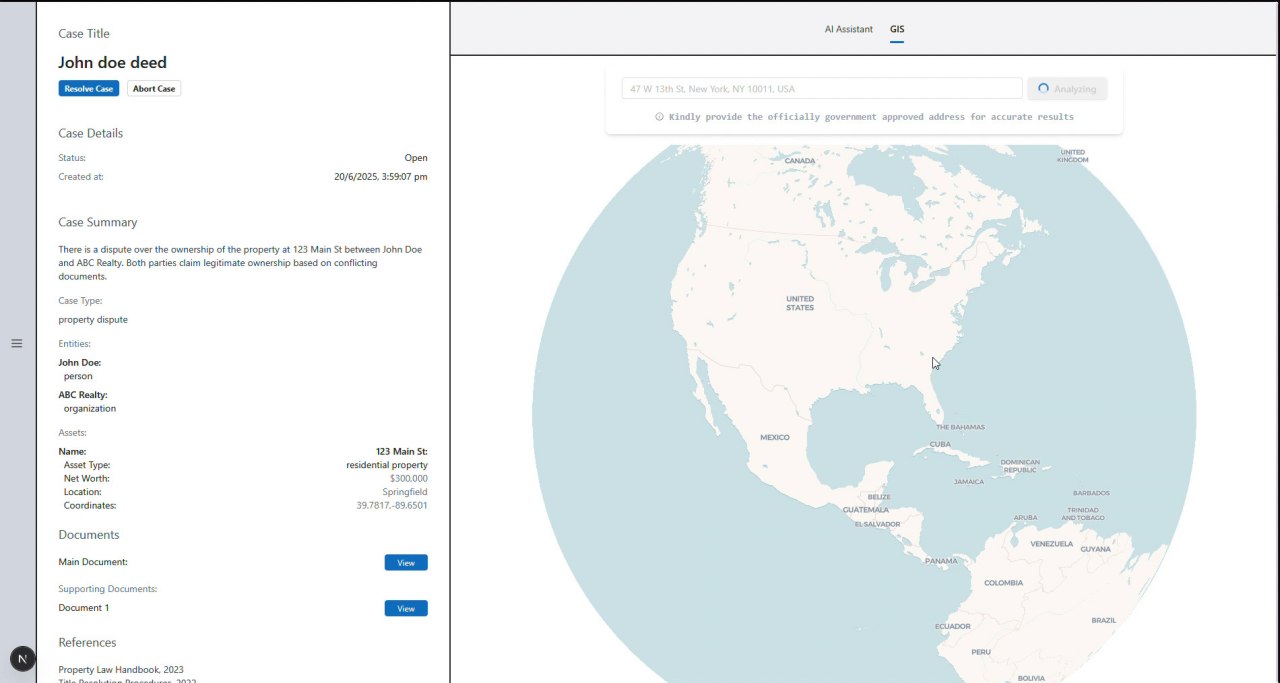 Case Title
John doe deed
Resolve Case
Abort Case
Case Details
Status: Open
Created at: 20/6/2025, 3:59:07 pm
Case Summary
There is a dispute over the ownership of the property at 123 Main St between John Doe
and ABC Realty. Both parties claim legitimate ownership based on conflicting
documents.
Case Type:
property dispute
Entities:
John Doe:
person
ABC Realty:
organization
Assets:
Name: 123 Main St:
Asset Type: residential property
Net Worth: $300,000
Location: Springfield
Coordinates: 39.7817,-89.6501
Documents
Main Document: View
Supporting Documents:
Document 1 View
References
Property Law Handbook, 2023
Title Resolution Procedures, 2022
N
AI Assistant GIS
47 W 13th St, New York, NY 10011, USA
Analyzing
Kindly provide the officially government approved address for accurate results
CANADA
UNITED
KINGDOM
UNITED
STATES
MEXICO
THE BAHAMAS
CUBA
DOMINICAN
REPUBLIC
JAMAICA
BELIZE
GUATEMALA
EL SALVADOR
BARBADOS
ARUBA
TRINIDAD
AND TOBAGO
PANAMA
VENEZUELA
GUYANA
COLOMBIA
ECUADOR
BRAZIL
PERU
BOLIVIA